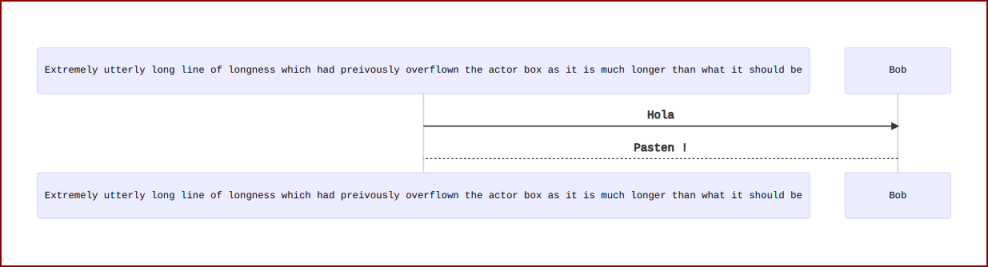 Extremely utterly long line of longness which had preivously overflown the actor box as it is much longer than what it should be
Bob
Hola
Pasten !
Extremely utterly long line of longness which had preivously overflown the actor box as it is much longer than what it should be
Bob